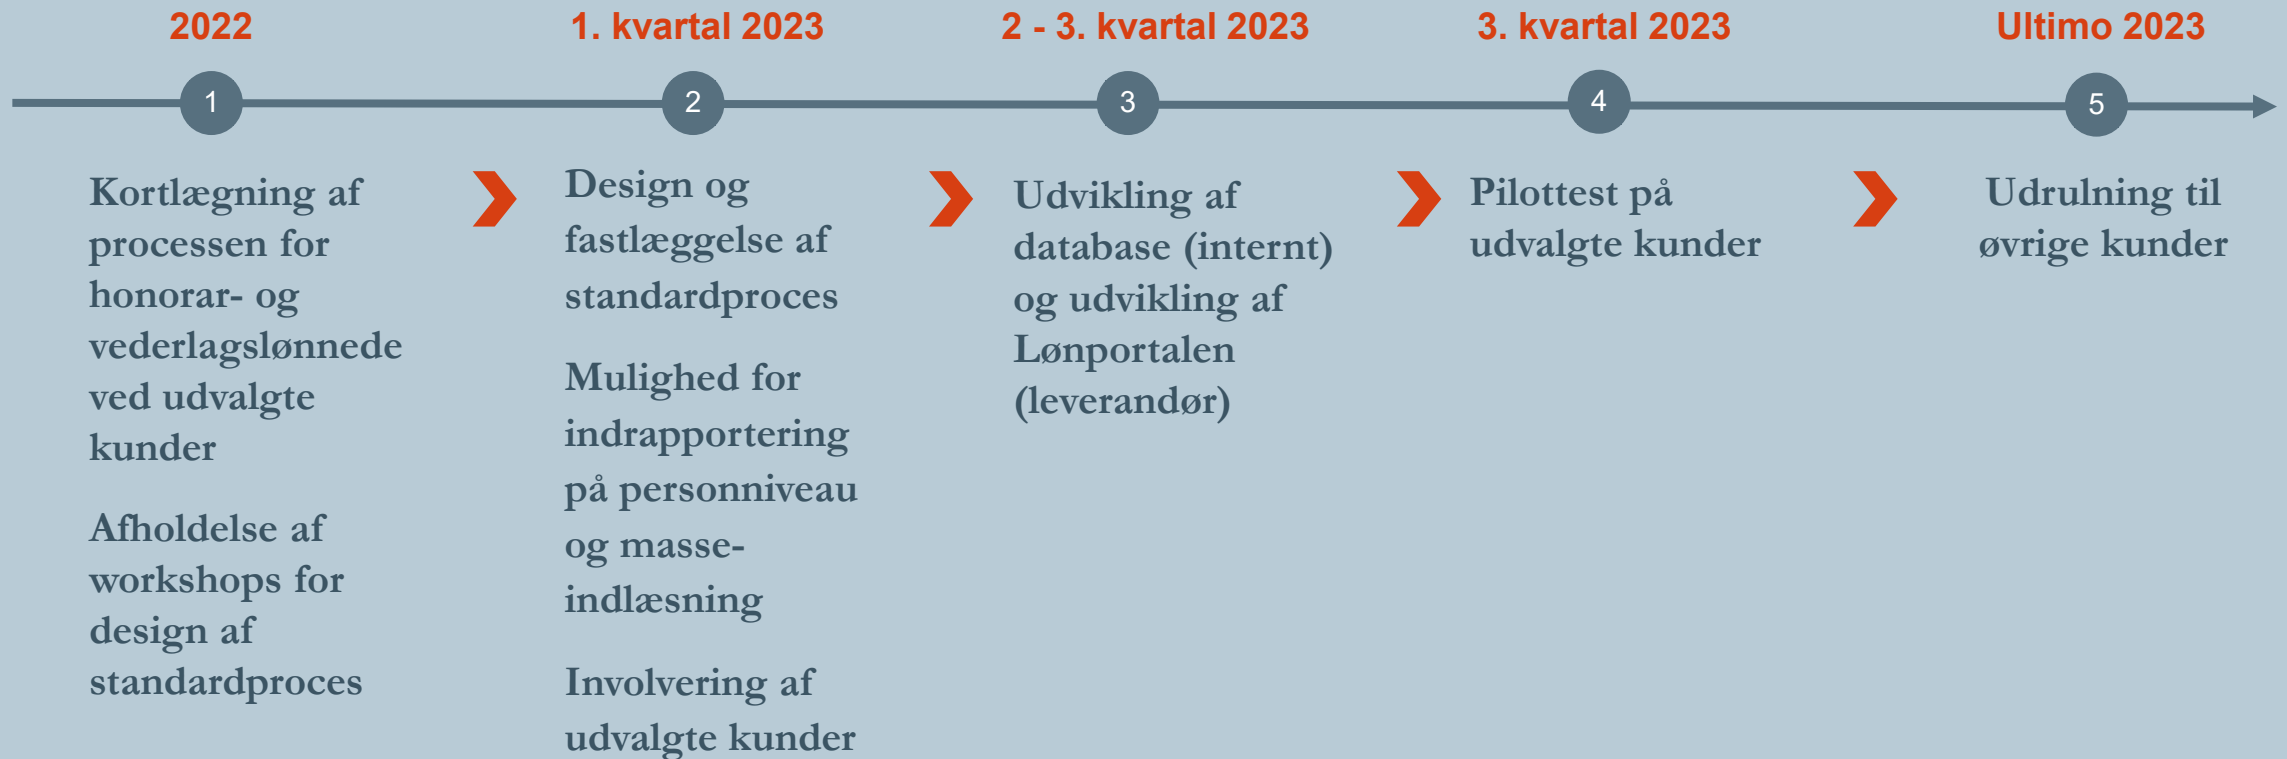 2022
1. kvartal 2023
2 - 3. kvartal 2023
3. kvartal 2023
Ultimo 2023
1
2
3
4
5
Kortlægning af
processen for
honorar- og
vederlagslønnede
ved udvalgte
kunder
Afholdelse af
workshops for
design af
standardproces
Design og
fastlæggelse af
standardproces
Mulighed for
indrapportering
på personniveau
og masse-
indlæsning
Involvering af
udvalgte kunder
Udvikling af
database (internt)
og udvikling af
Lønportalen
(leverandør)
Pilottest på
udvalgte kunder
Udrulning til
øvrige kunder